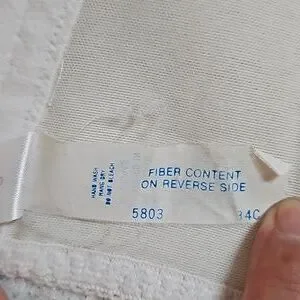 HAND WASH
HANG DRY
DO NOT BLEACH
FIBER CONTENT
ON REVERSE SIDE
5803
34C